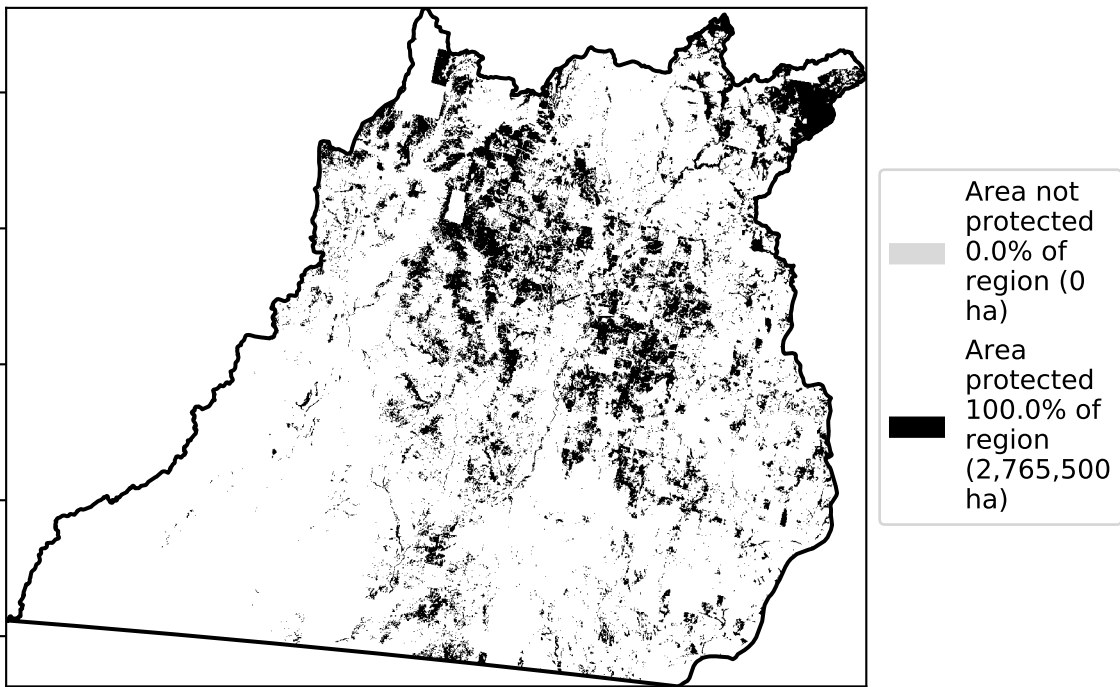 Area not
protected
0.0% of
region (0
ha)
Area
protected
100.0% of
region
(2,765,500
ha)